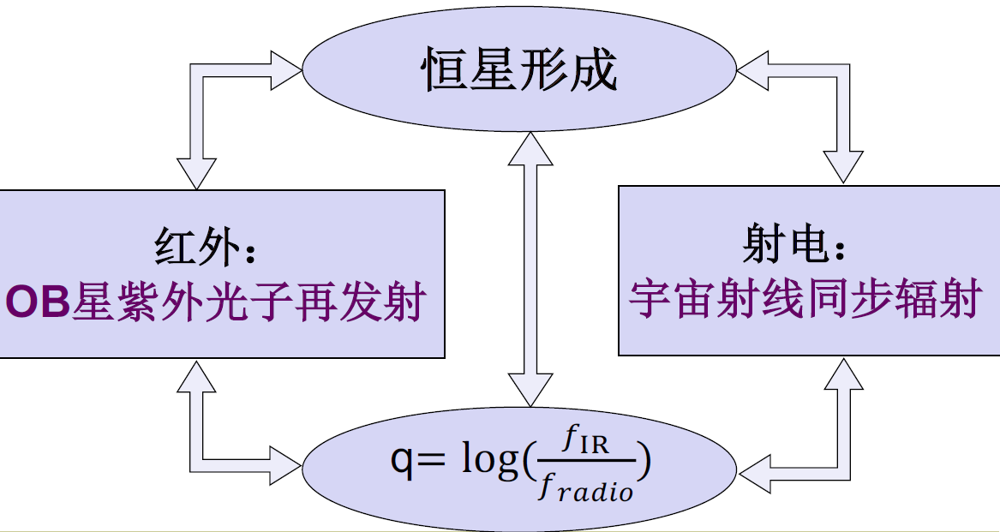 恒星形成
红外：
OB星紫外光子再发射
射电：
宇宙射线同步辐射
q= log(f_IR/f_radio)